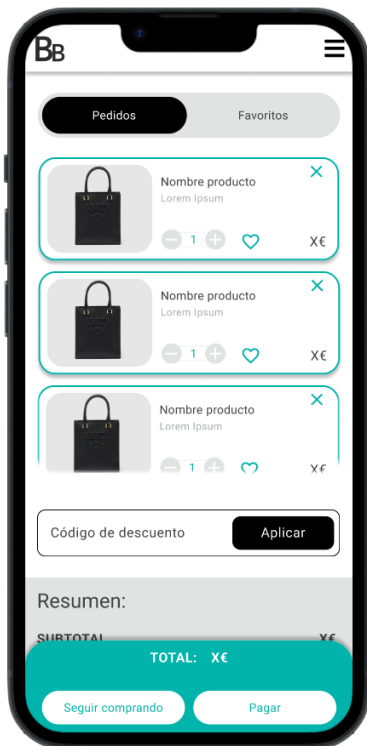 BB
Pedidos Favoritos
Nombre producto
Lorem Ipsum
1 X€
Nombre producto
Lorem Ipsum
1 X€
Nombre producto
Lorem Ipsum
1 X€
Código de descuento Aplicar
Resumen:
SUBTOTAL X€
TOTAL: X€
Seguir comprando Pagar